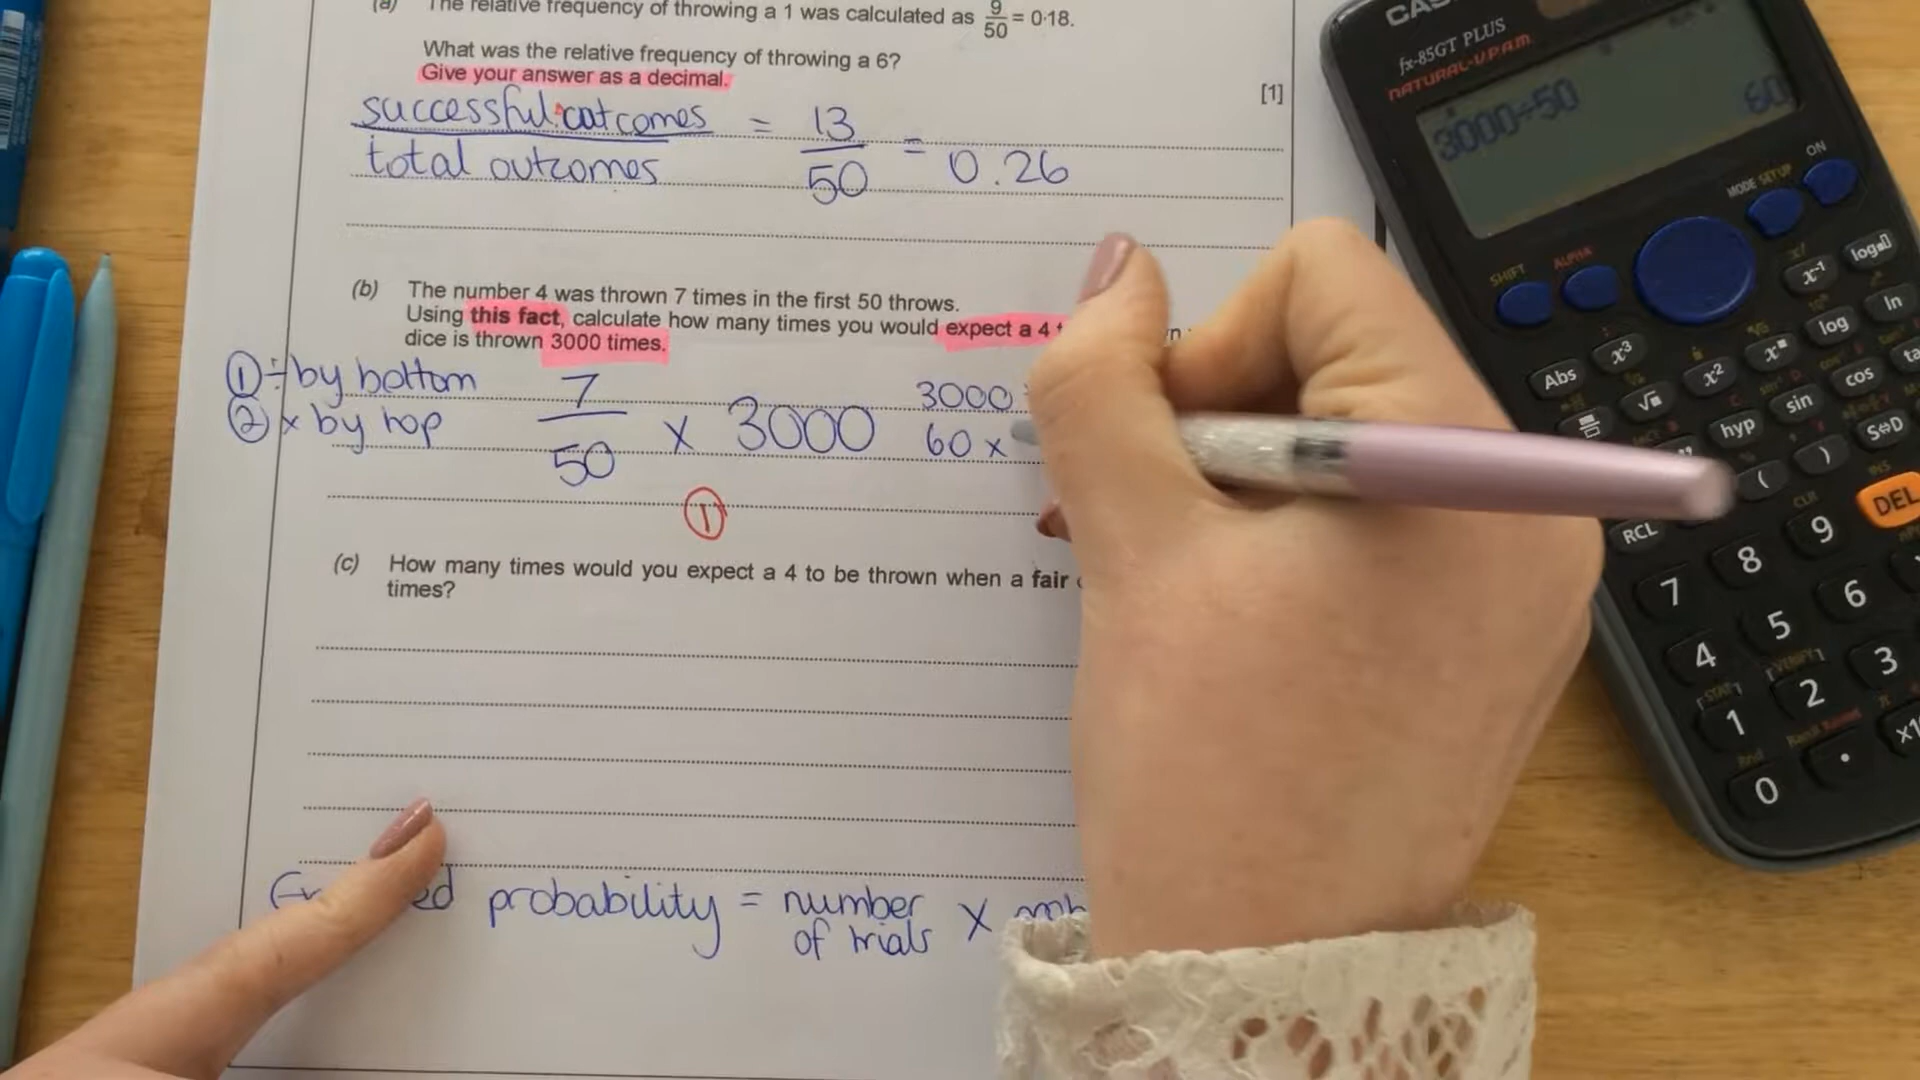 (a) The relative frequency of throwing a 1 was calculated as 9/50 = 0·18.
What was the relative frequency of throwing a 6?
Give your answer as a decimal.
[1]
successful outcomes / total outcomes = 13/50 = 0.26
(b) The number 4 was thrown 7 times in the first 50 throws.
Using this fact, calculate how many times you would expect a 4
dice is thrown 3000 times.
① ÷ by bottom
② x by top
7/50 x 3000
3000
60 x
①
(c) How many times would you expect a 4 to be thrown when a fair
times?
probability = number of trials x
fx-85GT PLUS
NATURAL-V.P.A.M.
3000÷50
60
SHIFT
ALPHA
MODE SETUP
ON
Abs
x³
x⁻¹
log
x²
log
ln
hyp
sin
cos
RCL
(
)
S⇔D
7
8
9
DEL
4
5
6
1
2
3
0
.